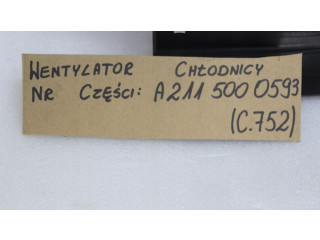 WENTYLATOR CHŁODNICY
NR CZĘŚCI: A 211 500 0593
(C.752)